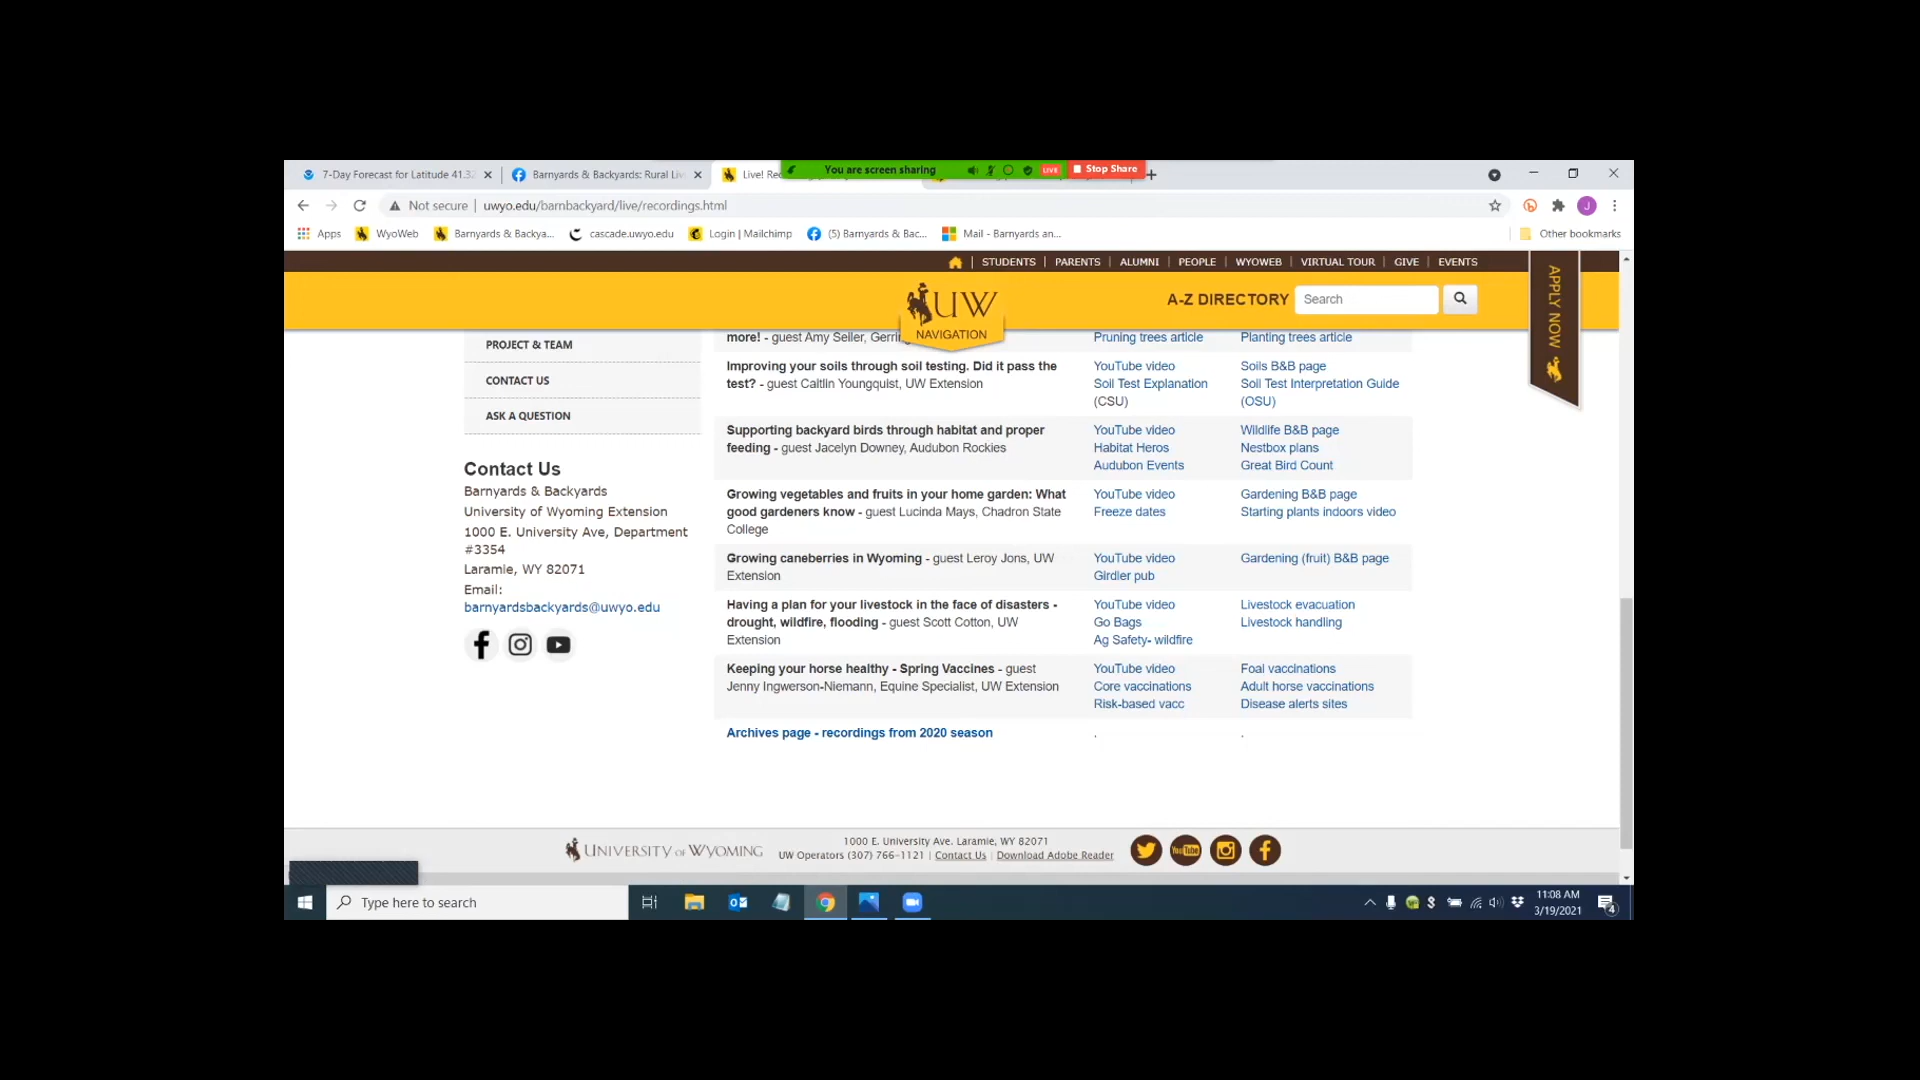 7-Day Forecast for Latitude 41.32
Barnyards & Backyards: Rural Liv
Live! Rec
You are screen sharing
LIVE
Stop Share
Not secure | uwyo.edu/barnbackyard/live/recordings.html
J
Apps
WyoWeb
Barnyards & Backya...
cascade.uwyo.edu
Login | Mailchimp
(5) Barnyards & Bac...
Mail - Barnyards an...
Other bookmarks
STUDENTS | PARENTS | ALUMNI | PEOPLE | WYOWEB | VIRTUAL TOUR | GIVE | EVENTS
APPLY NOW
UW
NAVIGATION
A-Z DIRECTORY
Search
PROJECT & TEAM
CONTACT US
ASK A QUESTION
Contact Us
Barnyards & Backyards
University of Wyoming Extension
1000 E. University Ave, Department
#3354
Laramie, WY 82071
Email:
barnyardsbackyards@uwyo.edu
more! - guest Amy Seiler, Gerrin
Pruning trees article
Planting trees article
Improving your soils through soil testing. Did it pass the
test? - guest Caitlin Youngquist, UW Extension
YouTube video
Soil Test Explanation
(CSU)
Soils B&B page
Soil Test Interpretation Guide
(OSU)
Supporting backyard birds through habitat and proper
feeding - guest Jacelyn Downey, Audubon Rockies
YouTube video
Habitat Heros
Audubon Events
Wildlife B&B page
Nestbox plans
Great Bird Count
Growing vegetables and fruits in your home garden: What
good gardeners know - guest Lucinda Mays, Chadron State
College
YouTube video
Freeze dates
Gardening B&B page
Starting plants indoors video
Growing caneberries in Wyoming - guest Leroy Jons, UW
Extension
YouTube video
Girdler pub
Gardening (fruit) B&B page
Having a plan for your livestock in the face of disasters -
drought, wildfire, flooding - guest Scott Cotton, UW
Extension
YouTube video
Go Bags
Ag Safety- wildfire
Livestock evacuation
Livestock handling
Keeping your horse healthy - Spring Vaccines - guest
Jenny Ingwerson-Niemann, Equine Specialist, UW Extension
YouTube video
Core vaccinations
Risk-based vacc
Foal vaccinations
Adult horse vaccinations
Disease alerts sites
Archives page - recordings from 2020 season
.
.
UNIVERSITY OF WYOMING
1000 E. University Ave. Laramie, WY 82071
UW Operators (307) 766-1121 | Contact Us | Download Adobe Reader
You Tube
Type here to search
11:08 AM
3/19/2021
4